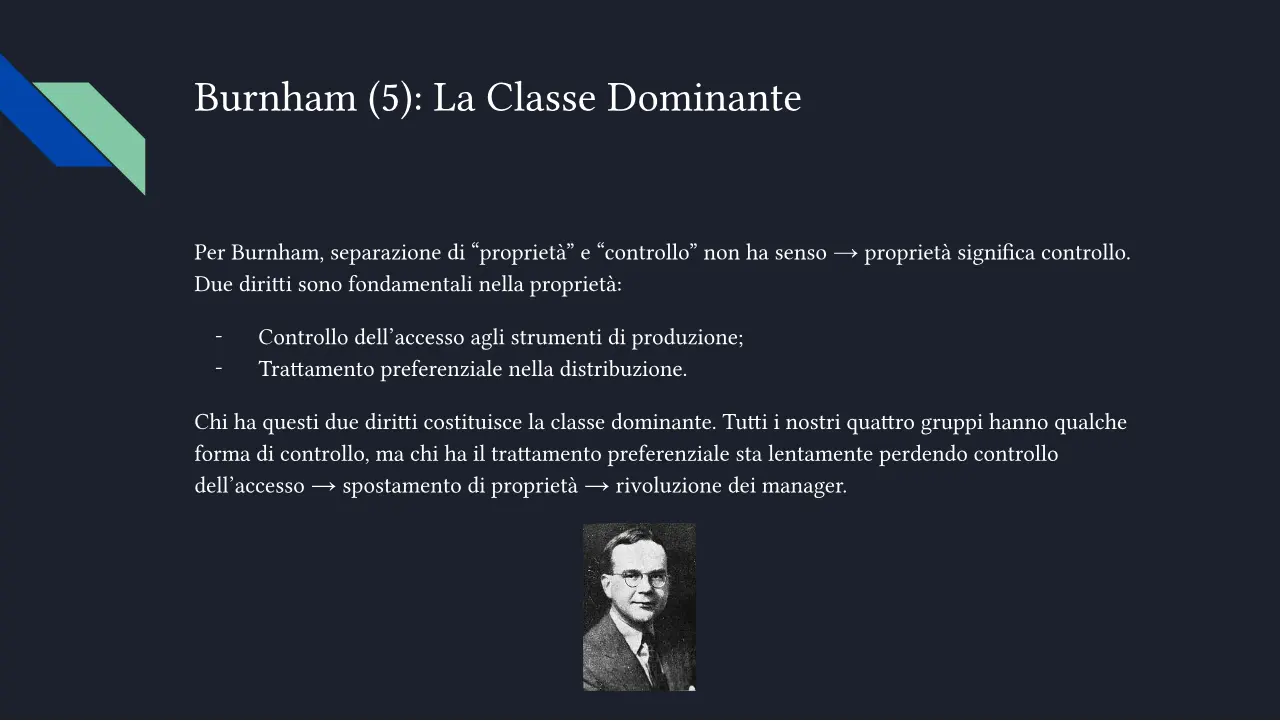 Burnham (5): La Classe Dominante
Per Burnham, separazione di “proprietà” e “controllo” non ha senso → proprietà significa controllo.
Due diritti sono fondamentali nella proprietà:
- Controllo dell’accesso agli strumenti di produzione;
- Trattamento preferenziale nella distribuzione.
Chi ha questi due diritti costituisce la classe dominante. Tutti i nostri quattro gruppi hanno qualche
forma di controllo, ma chi ha il trattamento preferenziale sta lentamente perdendo controllo
dell’accesso → spostamento di proprietà → rivoluzione dei manager.